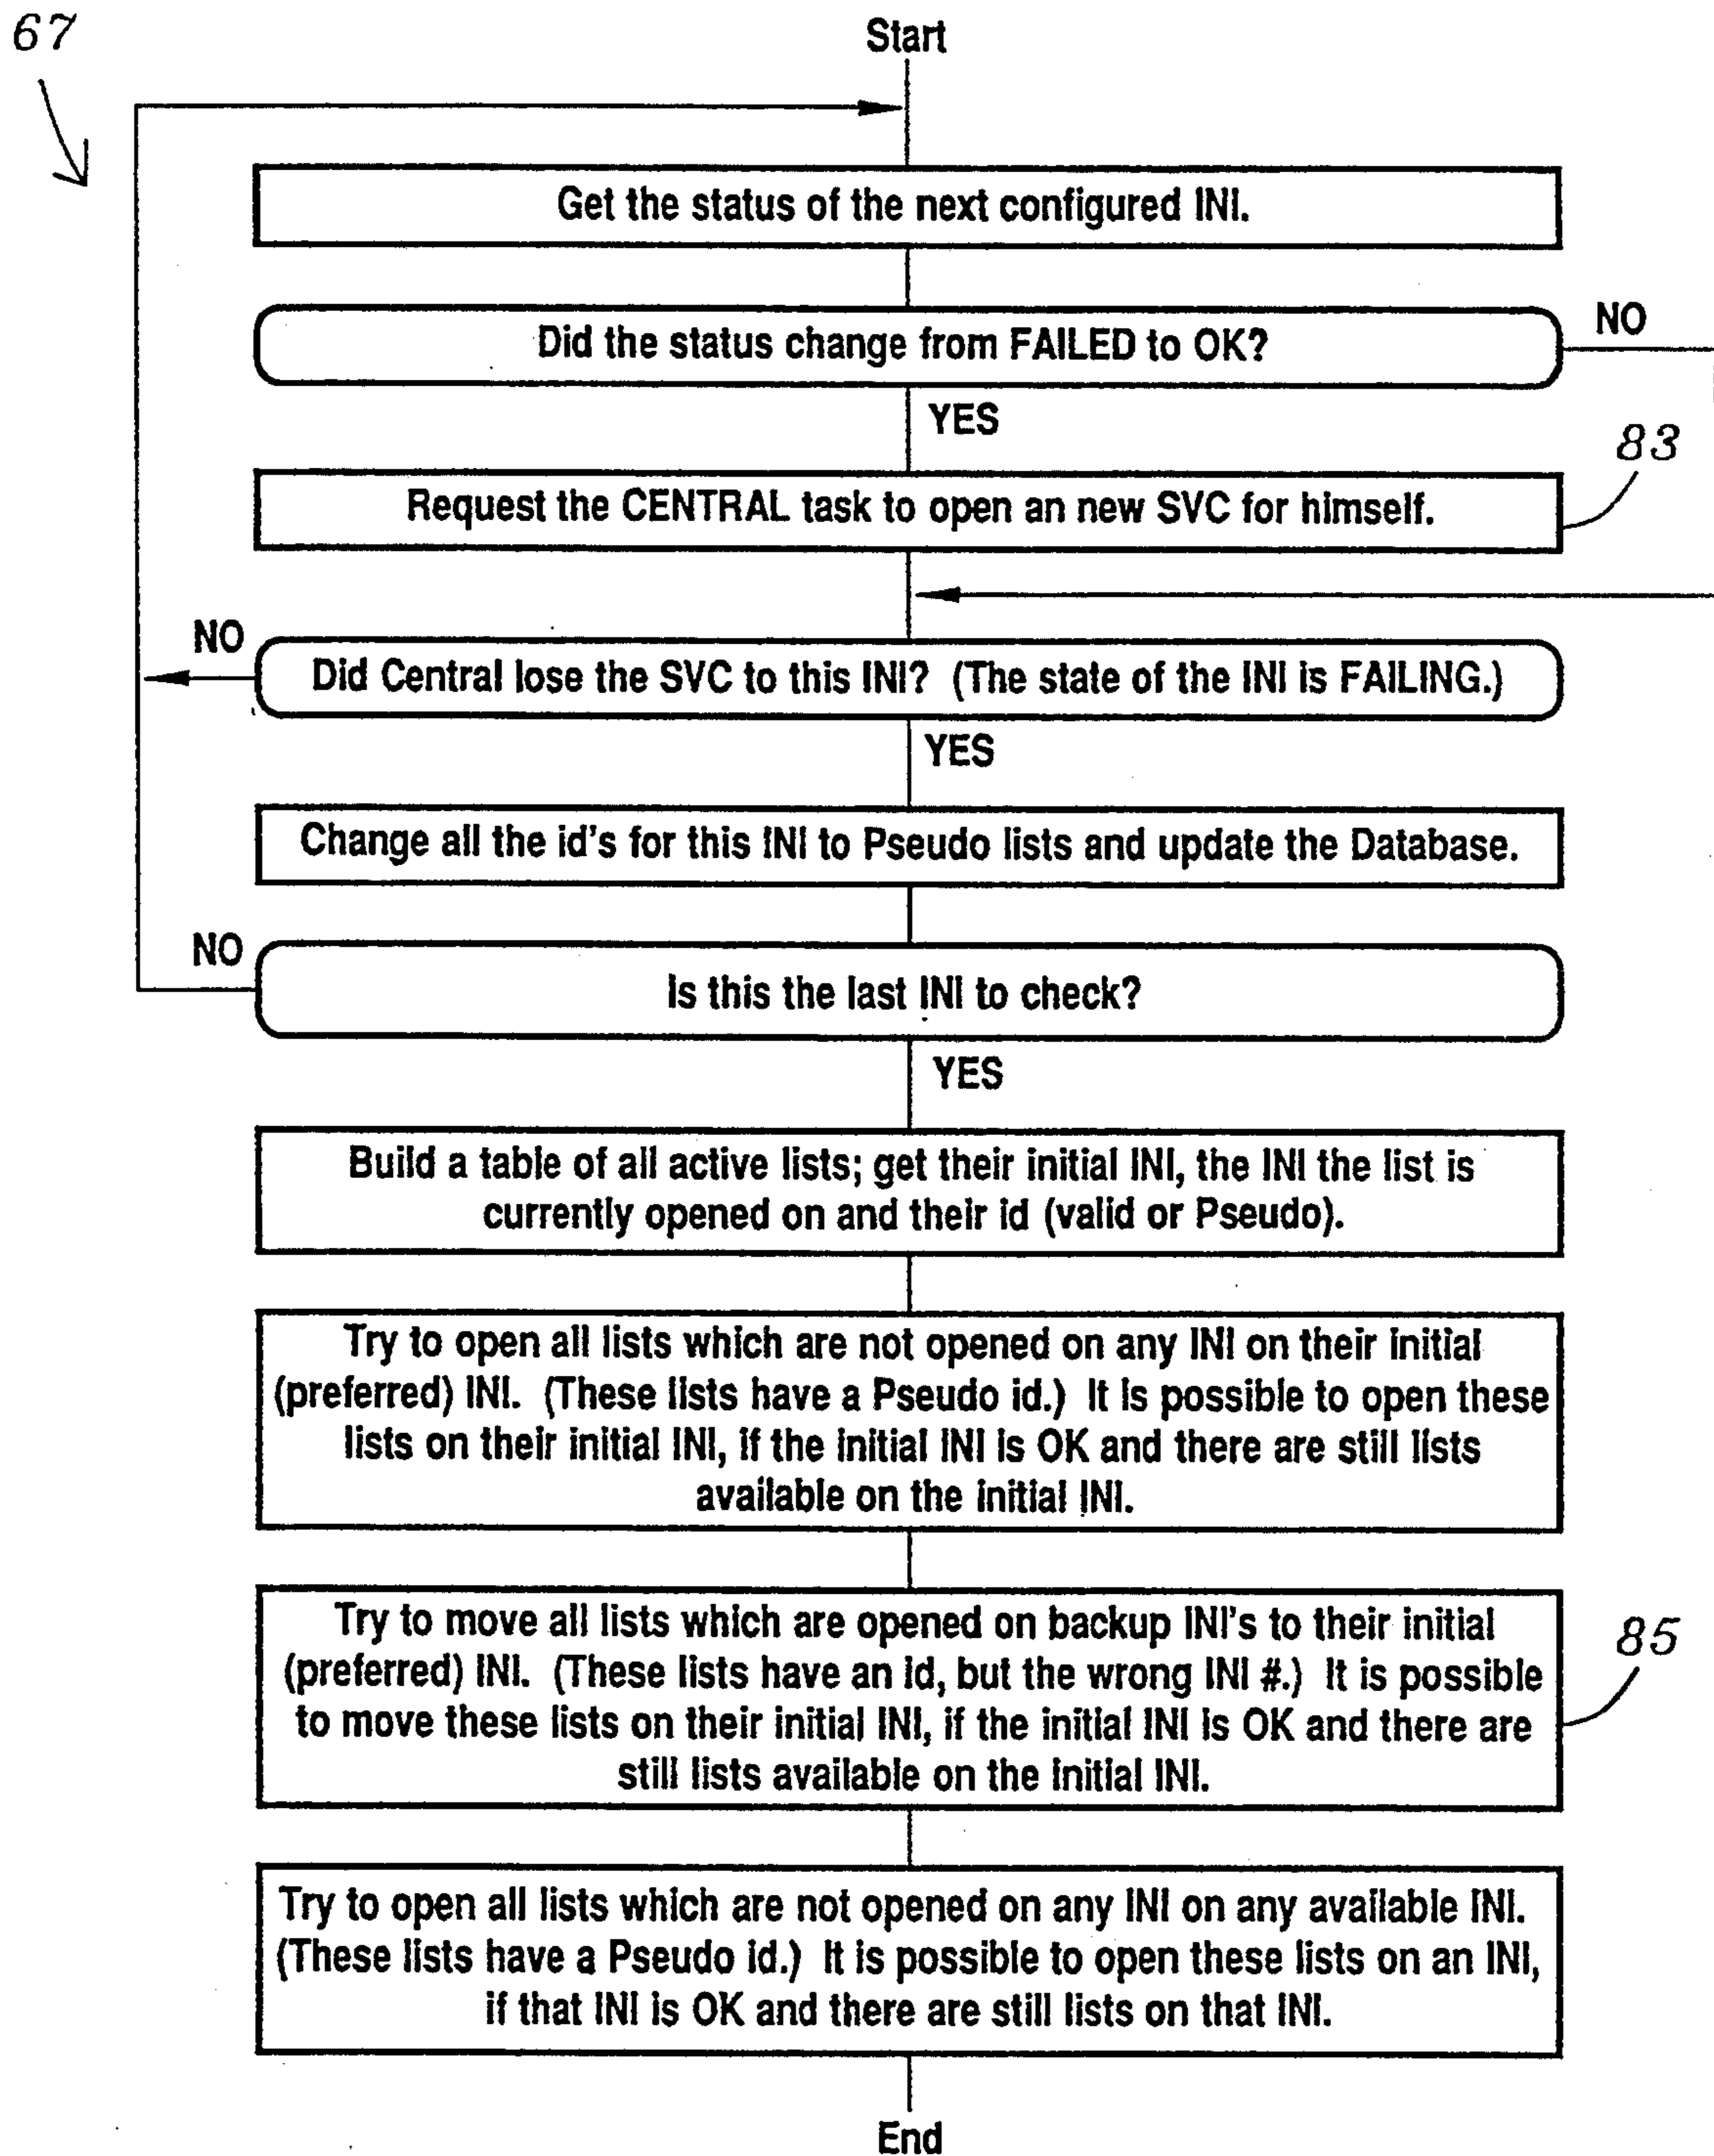 67
Start
Get the status of the next configured INI.
Did the status change from FAILED to OK?
NO
YES
83
Request the CENTRAL task to open an new SVC for himself.
NO
Did Central lose the SVC to this INI? (The state of the INI is FAILING.)
YES
Change all the id's for this INI to Pseudo lists and update the Database.
NO
Is this the last INI to check?
YES
Build a table of all active lists; get their initial INI, the INI the list is
currently opened on and their id (valid or Pseudo).
Try to open all lists which are not opened on any INI on their initial
(preferred) INI. (These lists have a Pseudo id.) It is possible to open these
lists on their initial INI, if the initial INI is OK and there are still lists
available on the initial INI.
Try to move all lists which are opened on backup INI's to their initial
(preferred) INI. (These lists have an id, but the wrong INI #.) It is possible
to move these lists on their initial INI, if the initial INI is OK and there are
still lists available on the initial INI.
85
Try to open all lists which are not opened on any INI on any available INI.
(These lists have a Pseudo id.) It is possible to open these lists on an INI,
if that INI is OK and there are still lists on that INI.
End